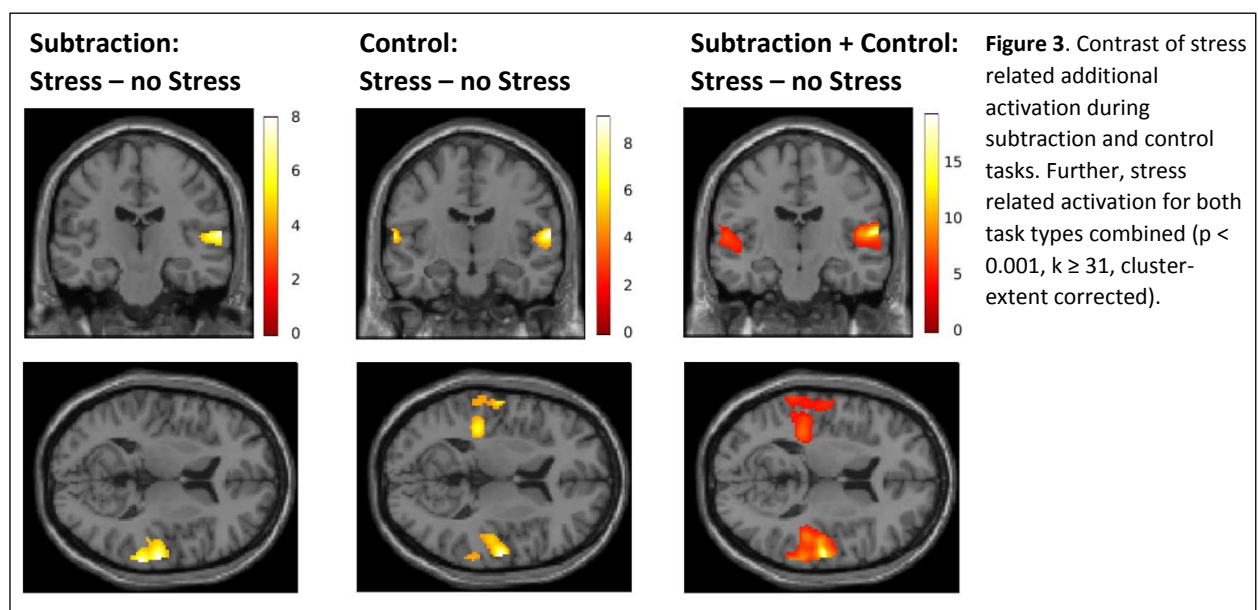 Subtraction:
Stress – no Stress
8
6
4
2
0
Control:
Stress – no Stress
8
6
4
2
0
Subtraction + Control:
Stress – no Stress
15
10
5
0
Figure 3. Contrast of stress
related additional
activation during
subtraction and control
tasks. Further, stress
related activation for both
task types combined (p <
0.001, k ≥ 31, cluster-
extent corrected).